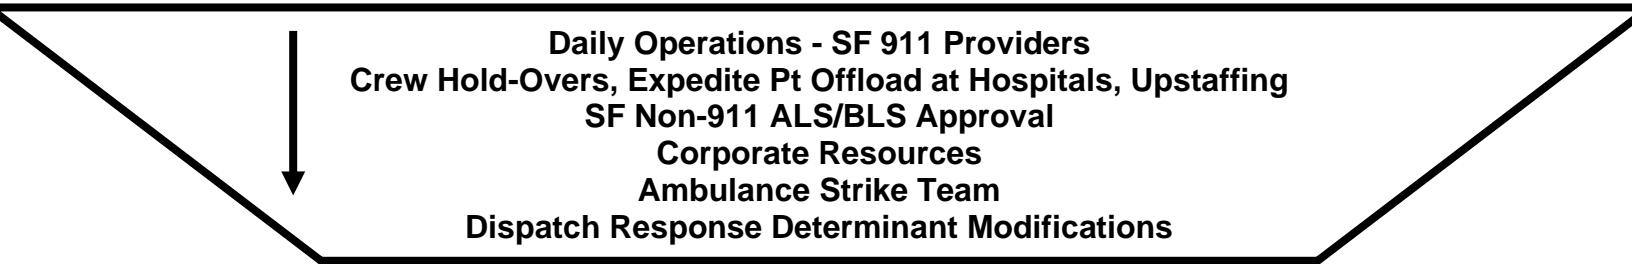 Daily Operations - SF 911 Providers
Crew Hold-Overs, Expedite Pt Offload at Hospitals, Upstaffing
SF Non-911 ALS/BLS Approval
Corporate Resources
Ambulance Strike Team
Dispatch Response Determinant Modifications